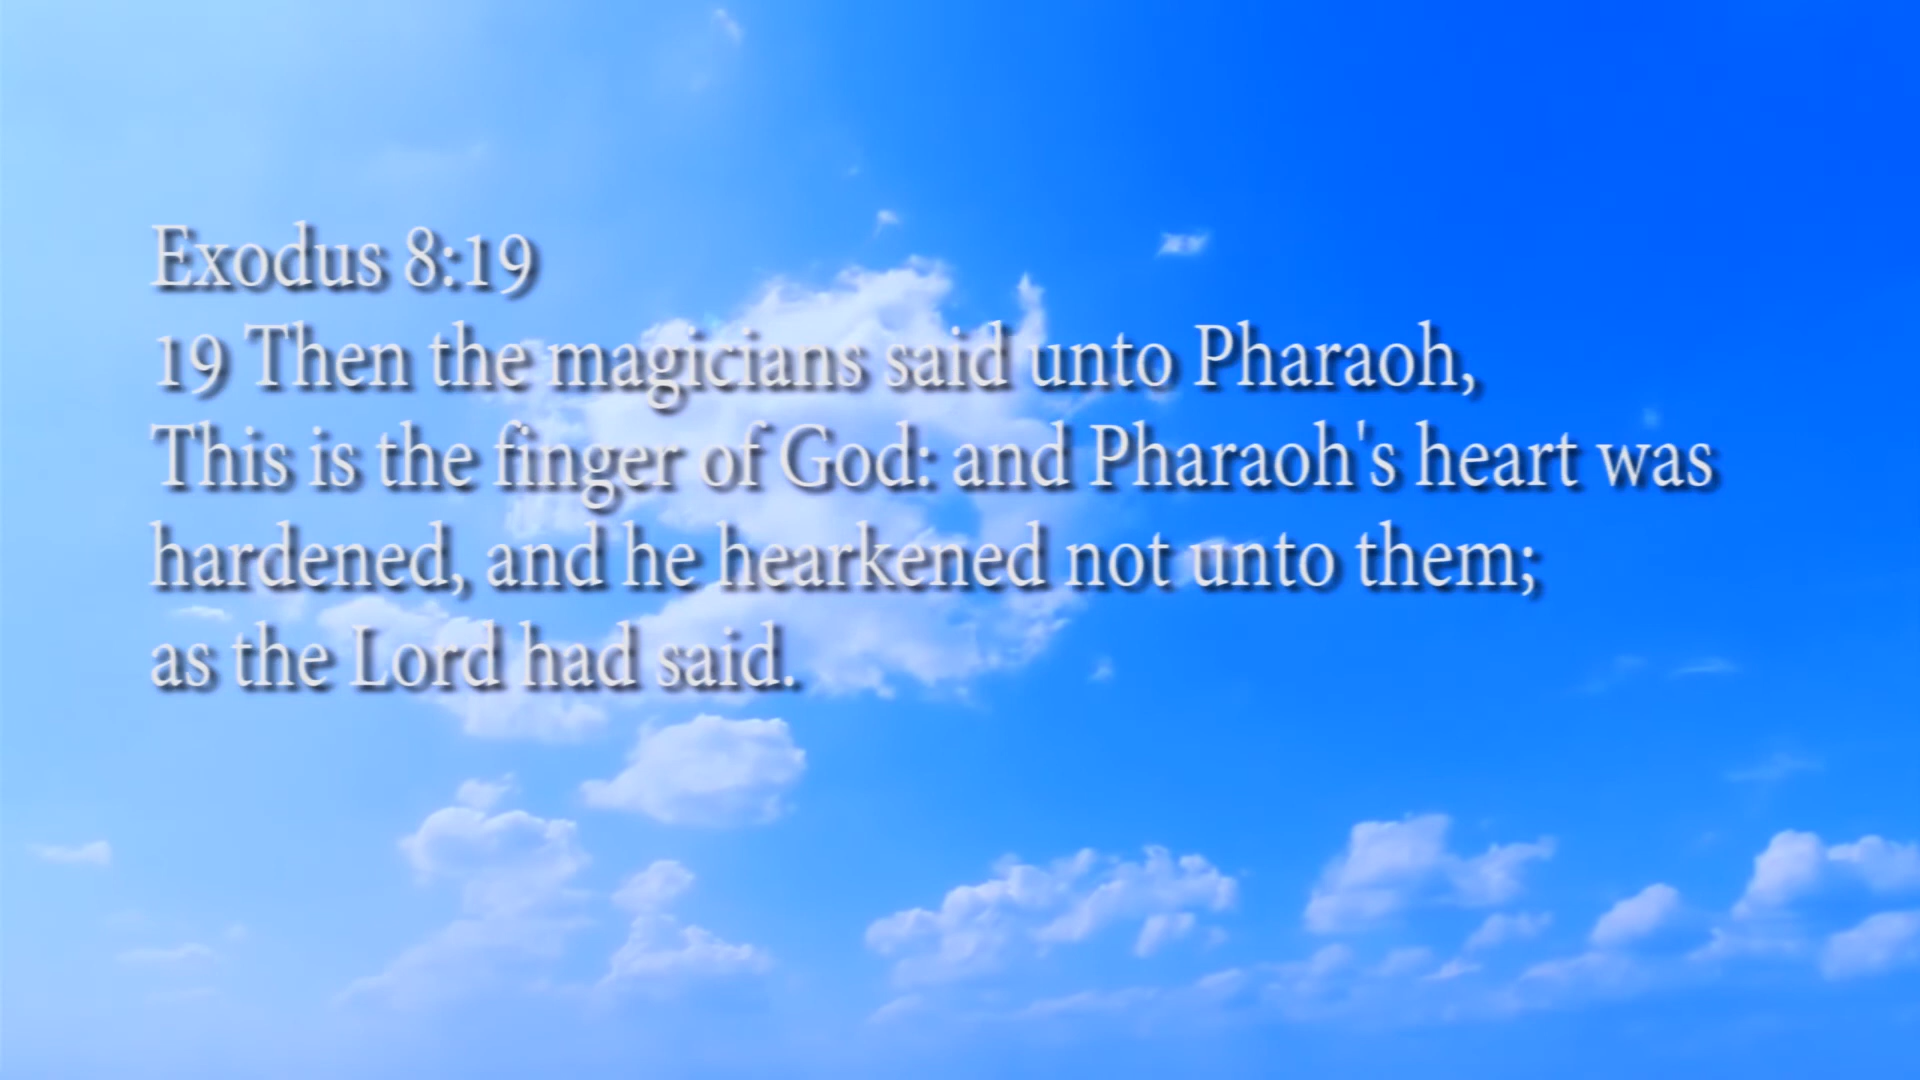 Exodus 8:19
19 Then the magicians said unto Pharaoh,
This is the finger of God: and Pharaoh's heart was
hardened, and he hearkened not unto them;
as the Lord had said.